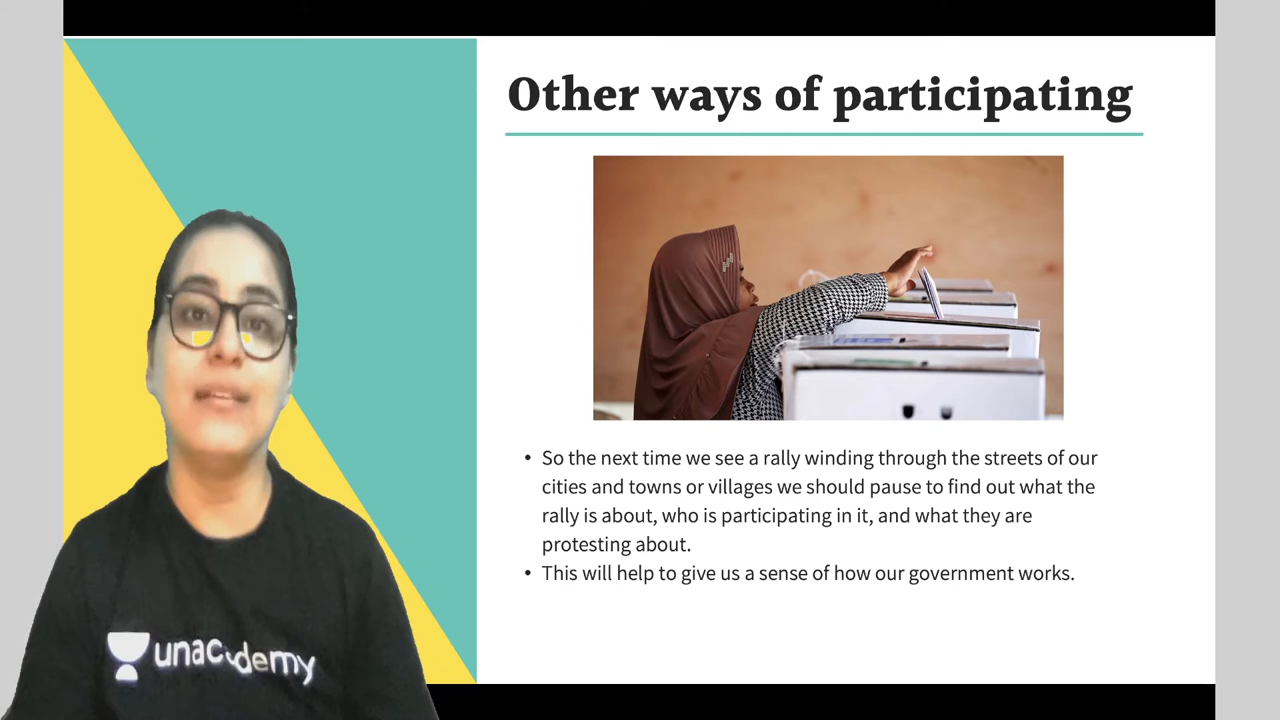 Other ways of participating
• So the next time we see a rally winding through the streets of our
cities and towns or villages we should pause to find out what the
rally is about, who is participating in it, and what they are
protesting about.
• This will help to give us a sense of how our government works.
unacademy